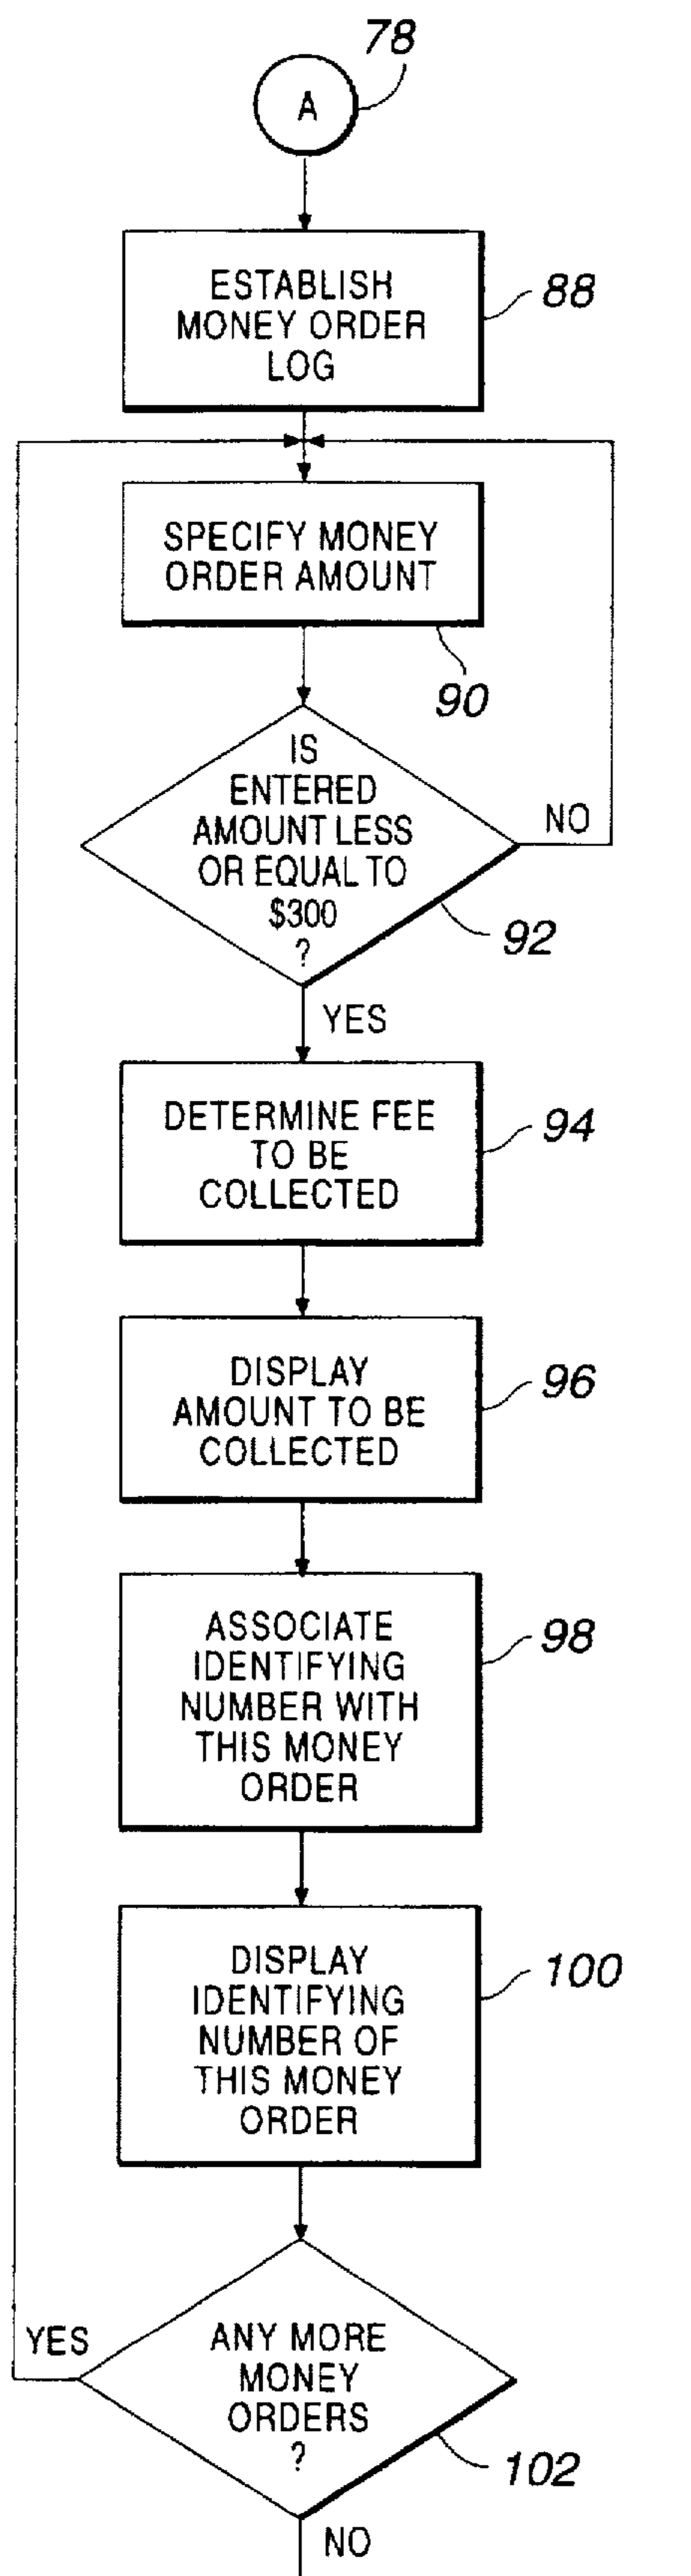 78
A
ESTABLISH
MONEY ORDER
LOG
88
SPECIFY MONEY
ORDER AMOUNT
90
IS
ENTERED
AMOUNT LESS
OR EQUAL TO
$300
?
NO
92
YES
DETERMINE FEE
TO BE
COLLECTED
94
DISPLAY
AMOUNT TO BE
COLLECTED
96
ASSOCIATE
IDENTIFYING
NUMBER WITH
THIS MONEY
ORDER
98
DISPLAY
IDENTIFYING
NUMBER OF
THIS MONEY
ORDER
100
YES
ANY MORE
MONEY
ORDERS
?
102
NO